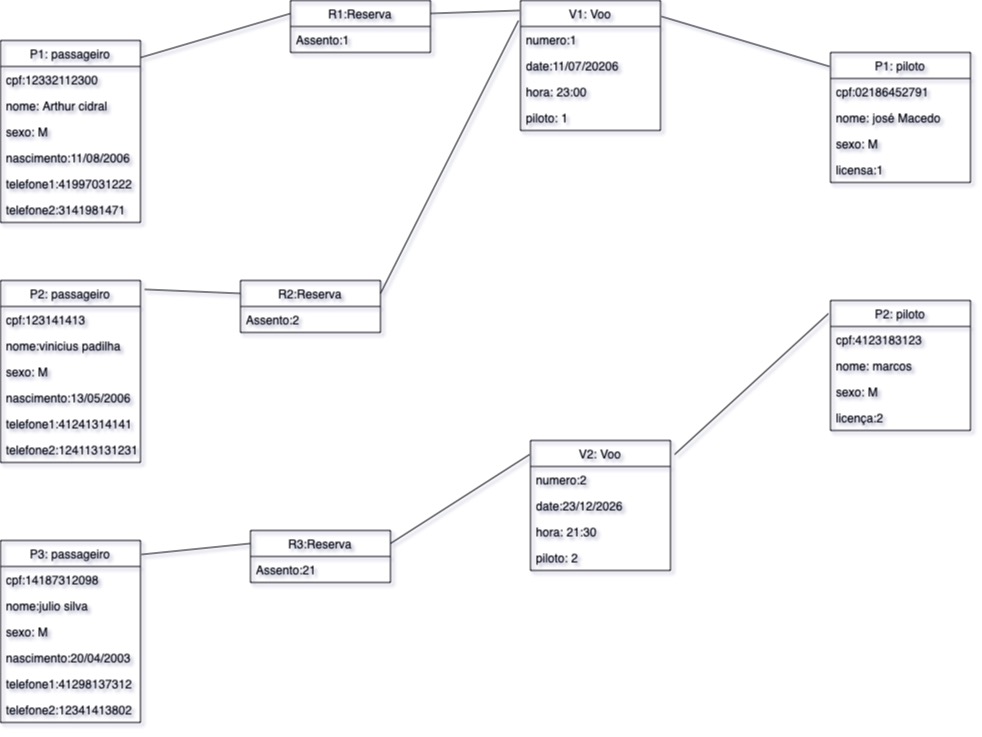 R1:Reserva
Assento:1
V1: Voo
numero:1
date:11/07/20206
hora: 23:00
piloto: 1
P1: passageiro
cpf:12332112300
nome: Arthur cidral
sexo: M
nascimento:11/08/2006
telefone1:41997031222
telefone2:3141981471
P1: piloto
cpf:02186452791
nome: josé Macedo
sexo: M
licensa:1
P2: passageiro
cpf:123141413
nome:vinicius padilha
sexo: M
nascimento:13/05/2006
telefone1:41241314141
telefone2:124113131231
R2:Reserva
Assento:2
P2: piloto
cpf:4123183123
nome: marcos
sexo: M
licença:2
V2: Voo
numero:2
date:23/12/2026
hora: 21:30
piloto: 2
R3:Reserva
Assento:21
P3: passageiro
cpf:14187312098
nome:julio silva
sexo: M
nascimento:20/04/2003
telefone1:41298137312
telefone2:12341413802